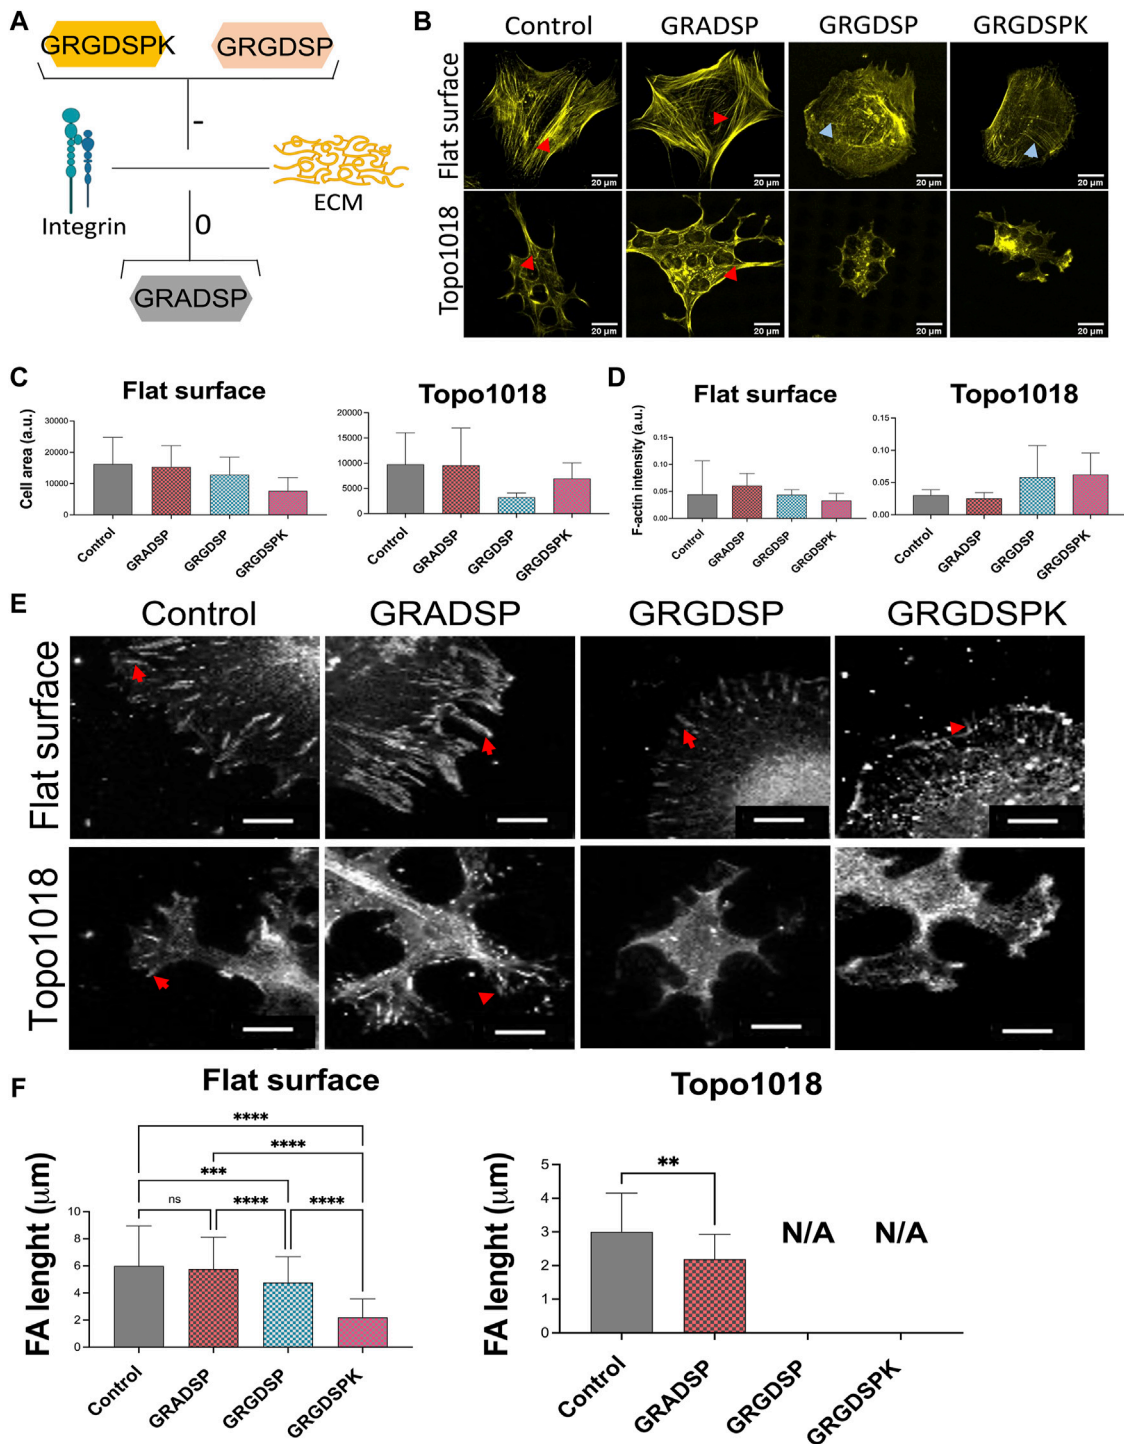 A
GRGDSPK
GRGDSP
-
Integrin
ECM
0
GRADSP
B
Control
GRADSP
GRGDSP
GRGDSPK
Flat surface
20 µm
20 µm
20 µm
20 µm
Topo1018
20 µm
20 µm
20 µm
20 µm
C
Flat surface
Cell area (a.u.)
30000
20000
10000
0
Control
GRADSP
GRGDSP
GRGDSPK
Topo1018
20000
15000
10000
5000
0
Control
GRADSP
GRGDSP
GRGDSPK
D
Flat surface
F-actin intensity (a.u.)
0.15
0.10
0.05
0.00
Control
GRADSP
GRGDSP
GRGDSPK
Topo1018
0.15
0.10
0.05
0.00
Control
GRADSP
GRGDSP
GRGDSPK
E
Control
GRADSP
GRGDSP
GRGDSPK
Flat surface
Topo1018
F
Flat surface
****
****
***
ns
****
****
FA lenght (µm)
10
8
6
4
2
0
Control
GRADSP
GRGDSP
GRGDSPK
Topo1018
**
N/A
N/A
FA lenght (µm)
5
4
3
2
1
0
Control
GRADSP
GRGDSP
GRGDSPK